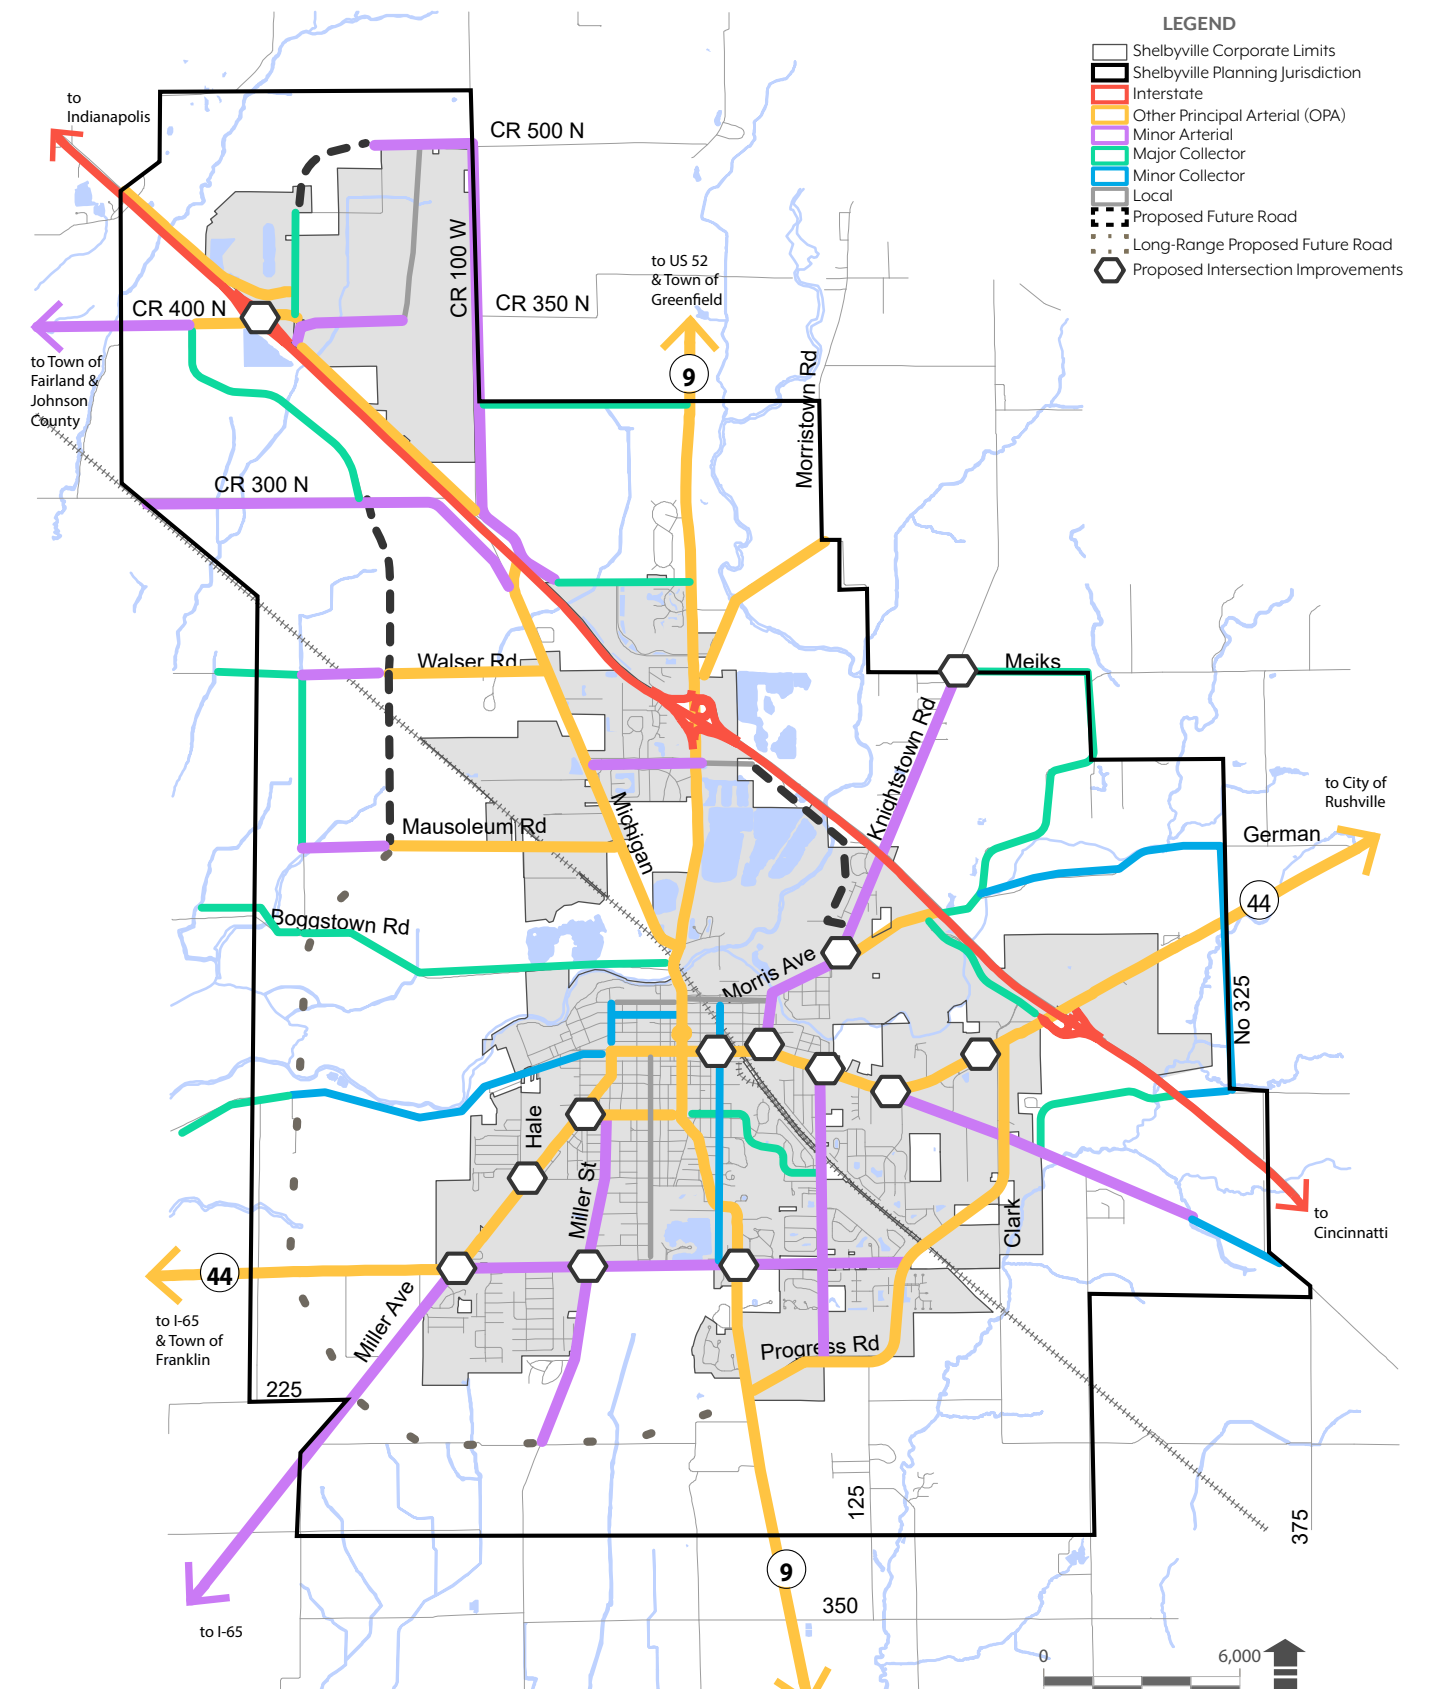 LEGEND
Shelbyville Corporate Limits
Shelbyville Planning Jurisdiction
Interstate
Other Principal Arterial (OPA)
Minor Arterial
Major Collector
Minor Collector
Local
Proposed Future Road
Long-Range Proposed Future Road
Proposed Intersection Improvements
to
Indianapolis
CR 500 N
CR 100 W
to US 52
& Town of
Greenfield
CR 400 N
CR 350 N
to Town of
Fairland &
Johnson
County
9
Morristown Rd
CR 300 N
Walser Rd
Meiks
Knightstown Rd
to City of
Rushville
Michigan
Mausoleum Rd
German
44
Boggstown Rd
Morris Ave
No 325
Hale
Miller St
Clark
to
Cincinnatti
44
to I-65
& Town of
Franklin
Miller Ave
Progress Rd
225
125
375
9
350
to I-65
0
6,000